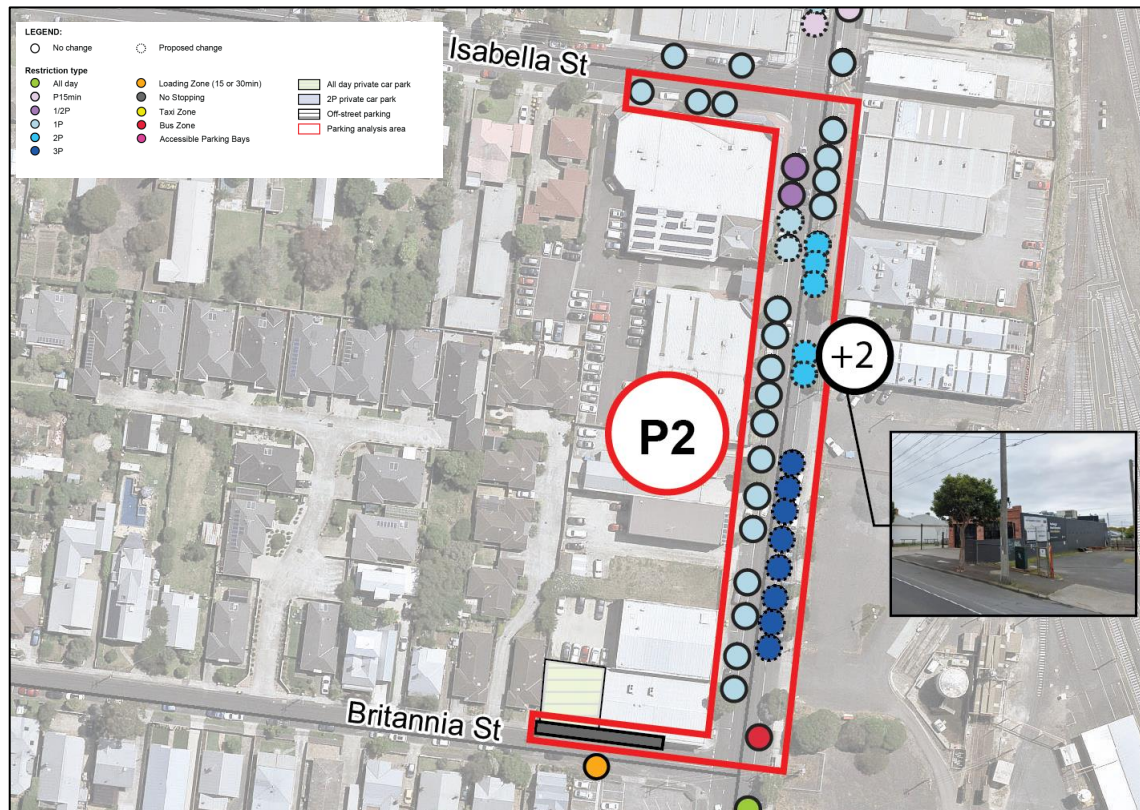 LEGEND:
No change
Proposed change
Restriction type
All day
P15min
1/2P
1P
2P
3P
Loading Zone (15 or 30min)
No Stopping
Taxi Zone
Bus Zone
Accessible Parking Bays
All day private car park
2P private car park
Off-street parking
Parking analysis area
Isabella St
+2
P2
Britannia St